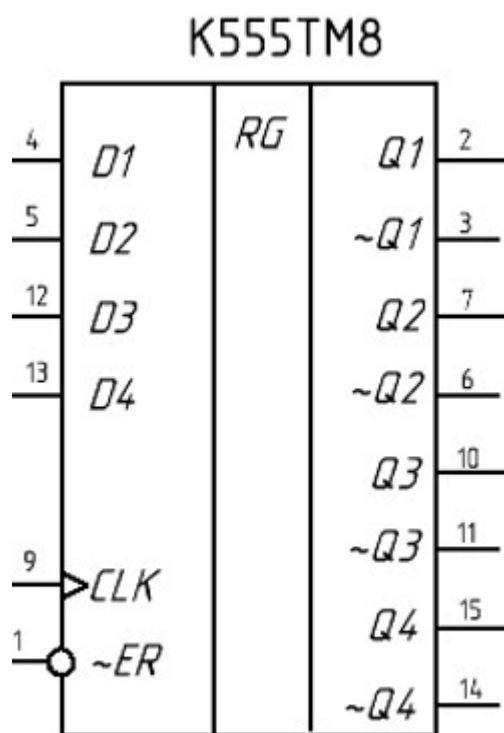 К555ТМ8
4 D1 RG Q1 2
5 D2 ~Q1 3
12 D3 Q2 7
13 D4 ~Q2 6
Q3 10
~Q3 11
9 CLK
Q4 15
1 ~ER
~Q4 14